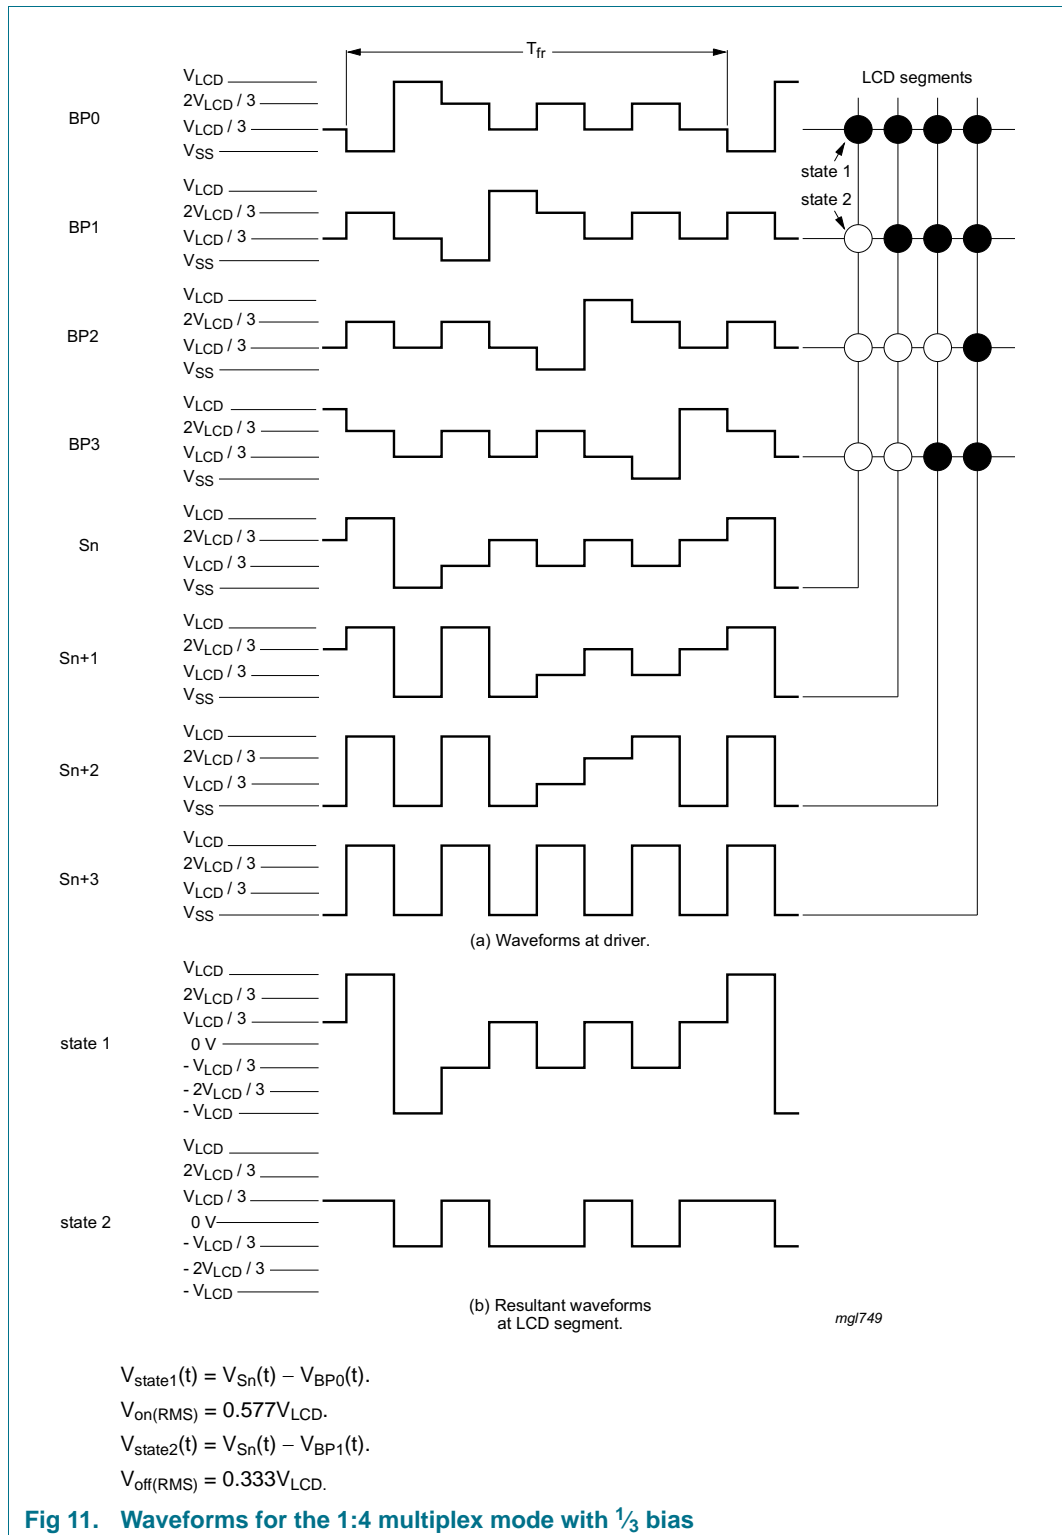 Tfr
VLCD
2VLCD / 3
BP0
VLCD / 3
VSS
LCD segments
state 1
state 2
VLCD
2VLCD / 3
BP1
VLCD / 3
VSS
VLCD
2VLCD / 3
BP2
VLCD / 3
VSS
VLCD
2VLCD / 3
BP3
VLCD / 3
VSS
VLCD
2VLCD / 3
Sn
VLCD / 3
VSS
VLCD
2VLCD / 3
Sn+1
VLCD / 3
VSS
VLCD
2VLCD / 3
Sn+2
VLCD / 3
VSS
VLCD
2VLCD / 3
Sn+3
VLCD / 3
VSS
(a) Waveforms at driver.
VLCD
2VLCD / 3
VLCD / 3
state 1
0 V
- VLCD / 3
- 2VLCD / 3
- VLCD
VLCD
2VLCD / 3
VLCD / 3
state 2
0 V
- VLCD / 3
- 2VLCD / 3
- VLCD
(b) Resultant waveforms
at LCD segment.
mgl749
Vstate1(t) = VSn(t) − VBP0(t).
Von(RMS) = 0.577VLCD.
Vstate2(t) = VSn(t) − VBP1(t).
Voff(RMS) = 0.333VLCD.
Fig 11. Waveforms for the 1:4 multiplex mode with 1⁄3 bias